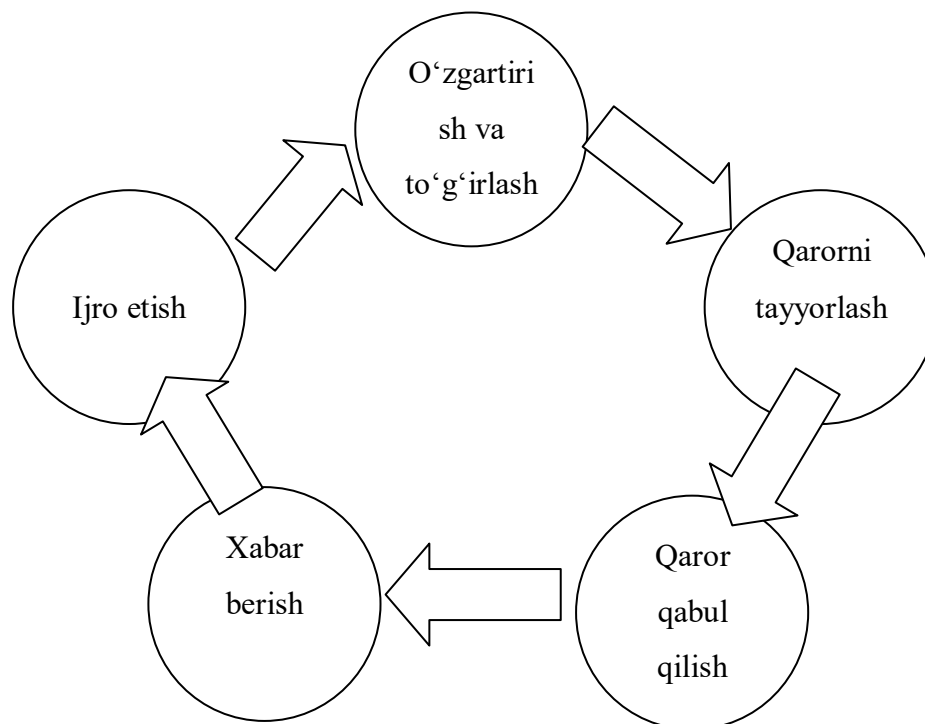 O‘zgartiri
sh va
to‘g‘irlash
Qarorni
tayyorlash
Qaror
qabul
qilish
Xabar
berish
Ijro etish